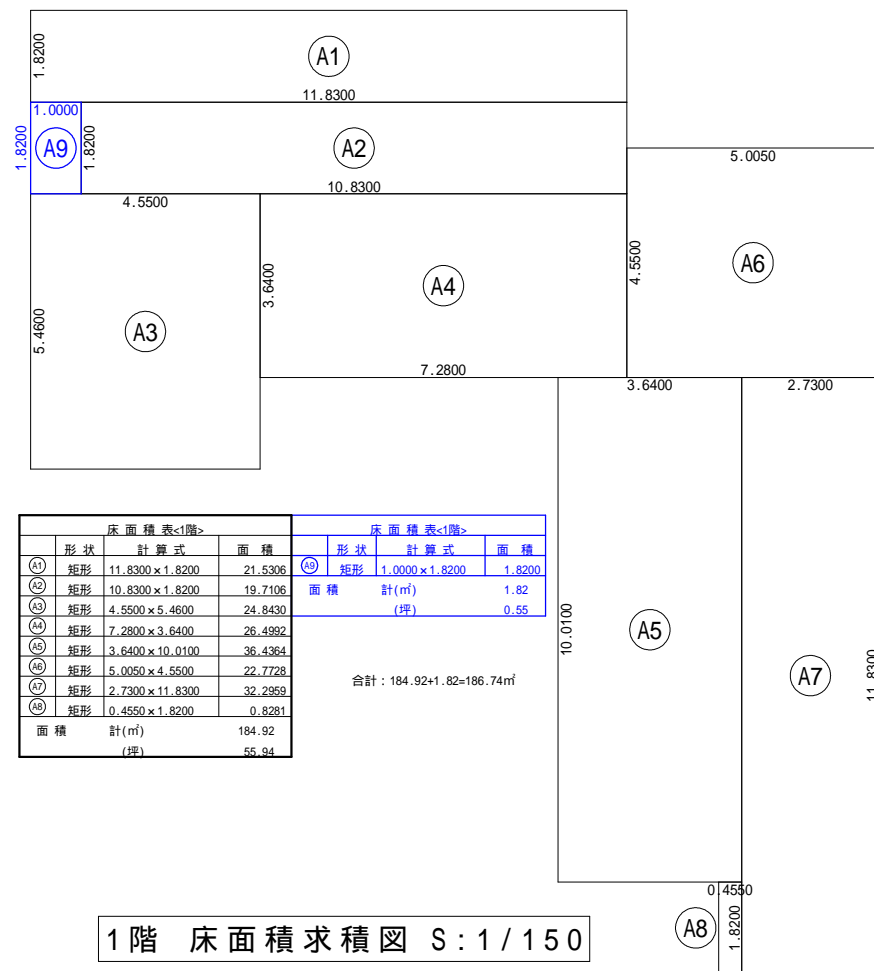 1.8200
A1
11.8300
1.0000
1.8200
A9
1.8200
A2
10.8300
5.0050
4.5500
5.4600
A3
3.6400
A4
7.2800
4.5500
A6
3.6400
2.7300
10.0100
A5
A7
11.8300
0.4550
A8
1.8200
床面積表<1階>
形状 計算式 面積
A1 矩形 11.8300×1.8200 21.5306
A2 矩形 10.8300×1.8200 19.7106
A3 矩形 4.5500×5.4600 24.8430
A4 矩形 7.2800×3.6400 26.4992
A5 矩形 3.6400×10.0100 36.4364
A6 矩形 5.0050×4.5500 22.7728
A7 矩形 2.7300×11.8300 32.2959
A8 矩形 0.4550×1.8200 0.8281
面積 計(㎡) 184.92
(坪) 55.94
床面積表<1階>
形状 計算式 面積
A9 矩形 1.0000×1.8200 1.8200
面積 計(㎡) 1.82
(坪) 0.55
合計：184.92+1.82=186.74㎡
1階 床面積求積図 S:1/150